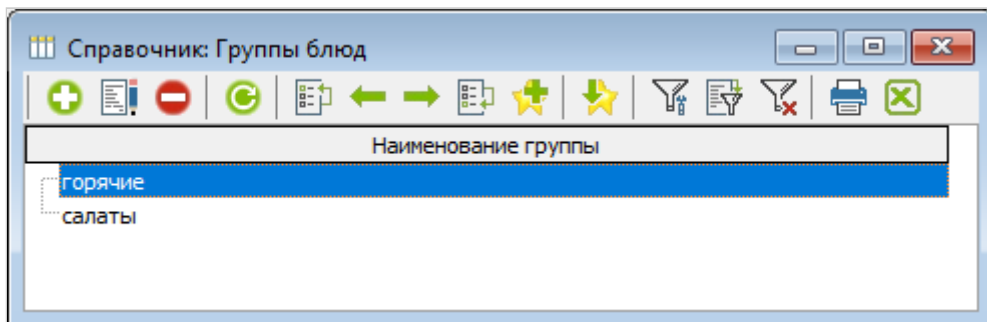 Справочник: Группы блюд
Наименование группы
горячие
салаты